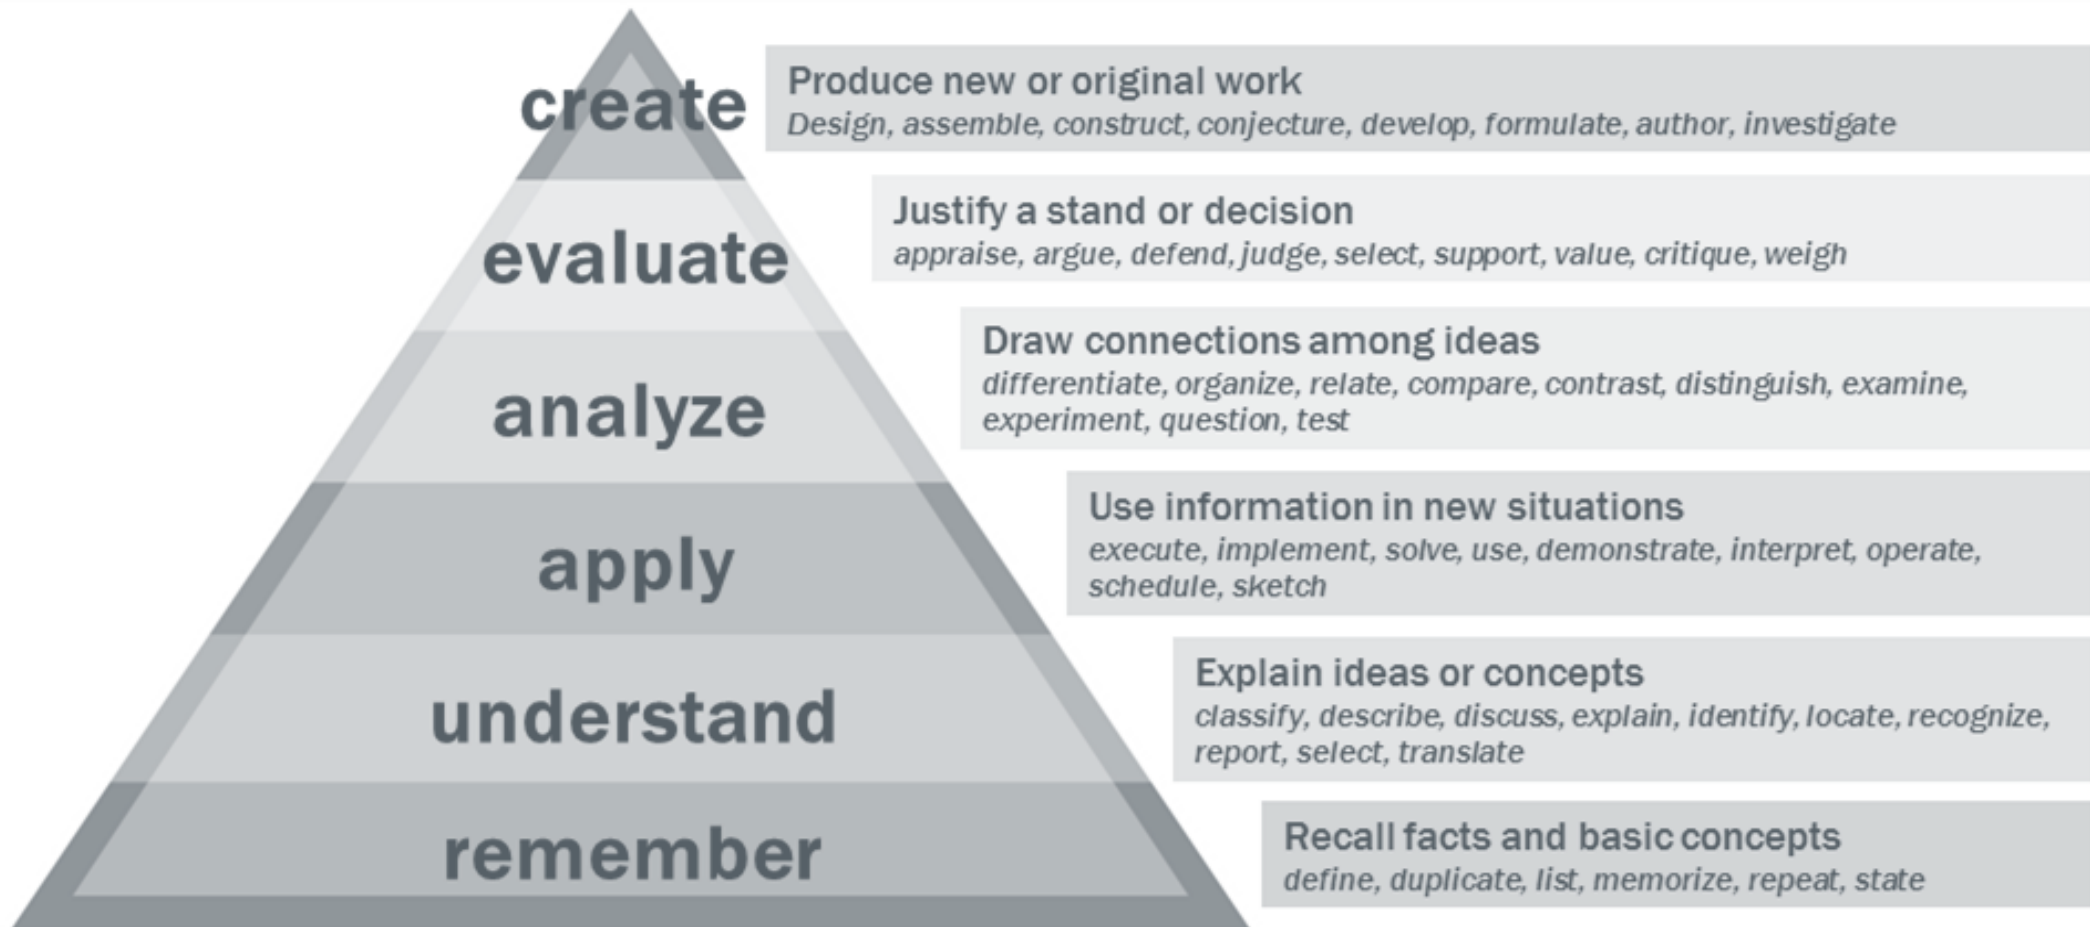 create
Produce new or original work
Design, assemble, construct, conjecture, develop, formulate, author, investigate
evaluate
Justify a stand or decision
appraise, argue, defend, judge, select, support, value, critique, weigh
analyze
Draw connections among ideas
differentiate, organize, relate, compare, contrast, distinguish, examine,
experiment, question, test
apply
Use information in new situations
execute, implement, solve, use, demonstrate, interpret, operate,
schedule, sketch
understand
Explain ideas or concepts
classify, describe, discuss, explain, identify, locate, recognize,
report, select, translate
remember
Recall facts and basic concepts
define, duplicate, list, memorize, repeat, state